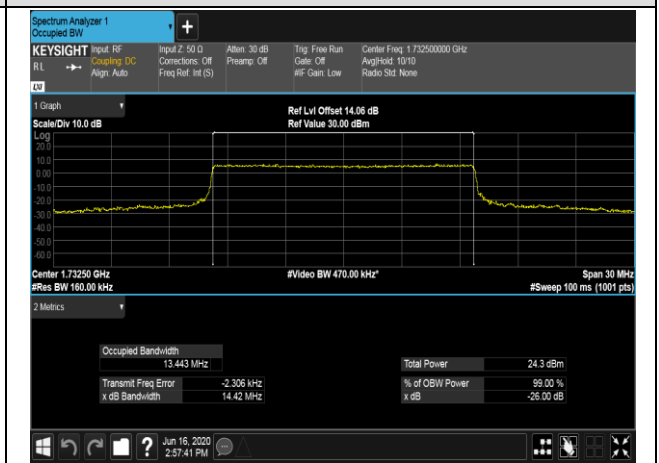 Spectrum Analyzer 1
Occupied BW
+
KEYSIGHT Input: RF Input Z: 50 Ω Atten: 30 dB Trig: Free Run Center Freq: 1.732500000 GHz
RL Coupling: DC Corrections: Off Preamp: Off Gate: Off Avg|Hold: 10/10
Align: Auto Freq Ref: Int (S) #IF Gain: Low Radio Std: None
LXI
1 Graph
Ref Lvl Offset 14.06 dB
Scale/Div 10.0 dB Ref Value 30.00 dBm
Log
20.0
10.0
0.00
-10.0
-20.0
-30.0
-40.0
-50.0
-60.0
Center 1.73250 GHz #Video BW 470.00 kHz* Span 30 MHz
#Res BW 160.00 kHz #Sweep 100 ms (1001 pts)
2 Metrics
Occupied Bandwidth
13.443 MHz Total Power 24.3 dBm
Transmit Freq Error -2.306 kHz % of OBW Power 99.00 %
x dB Bandwidth 14.42 MHz x dB -26.00 dB
? Jun 16, 2020
2:57:41 PM